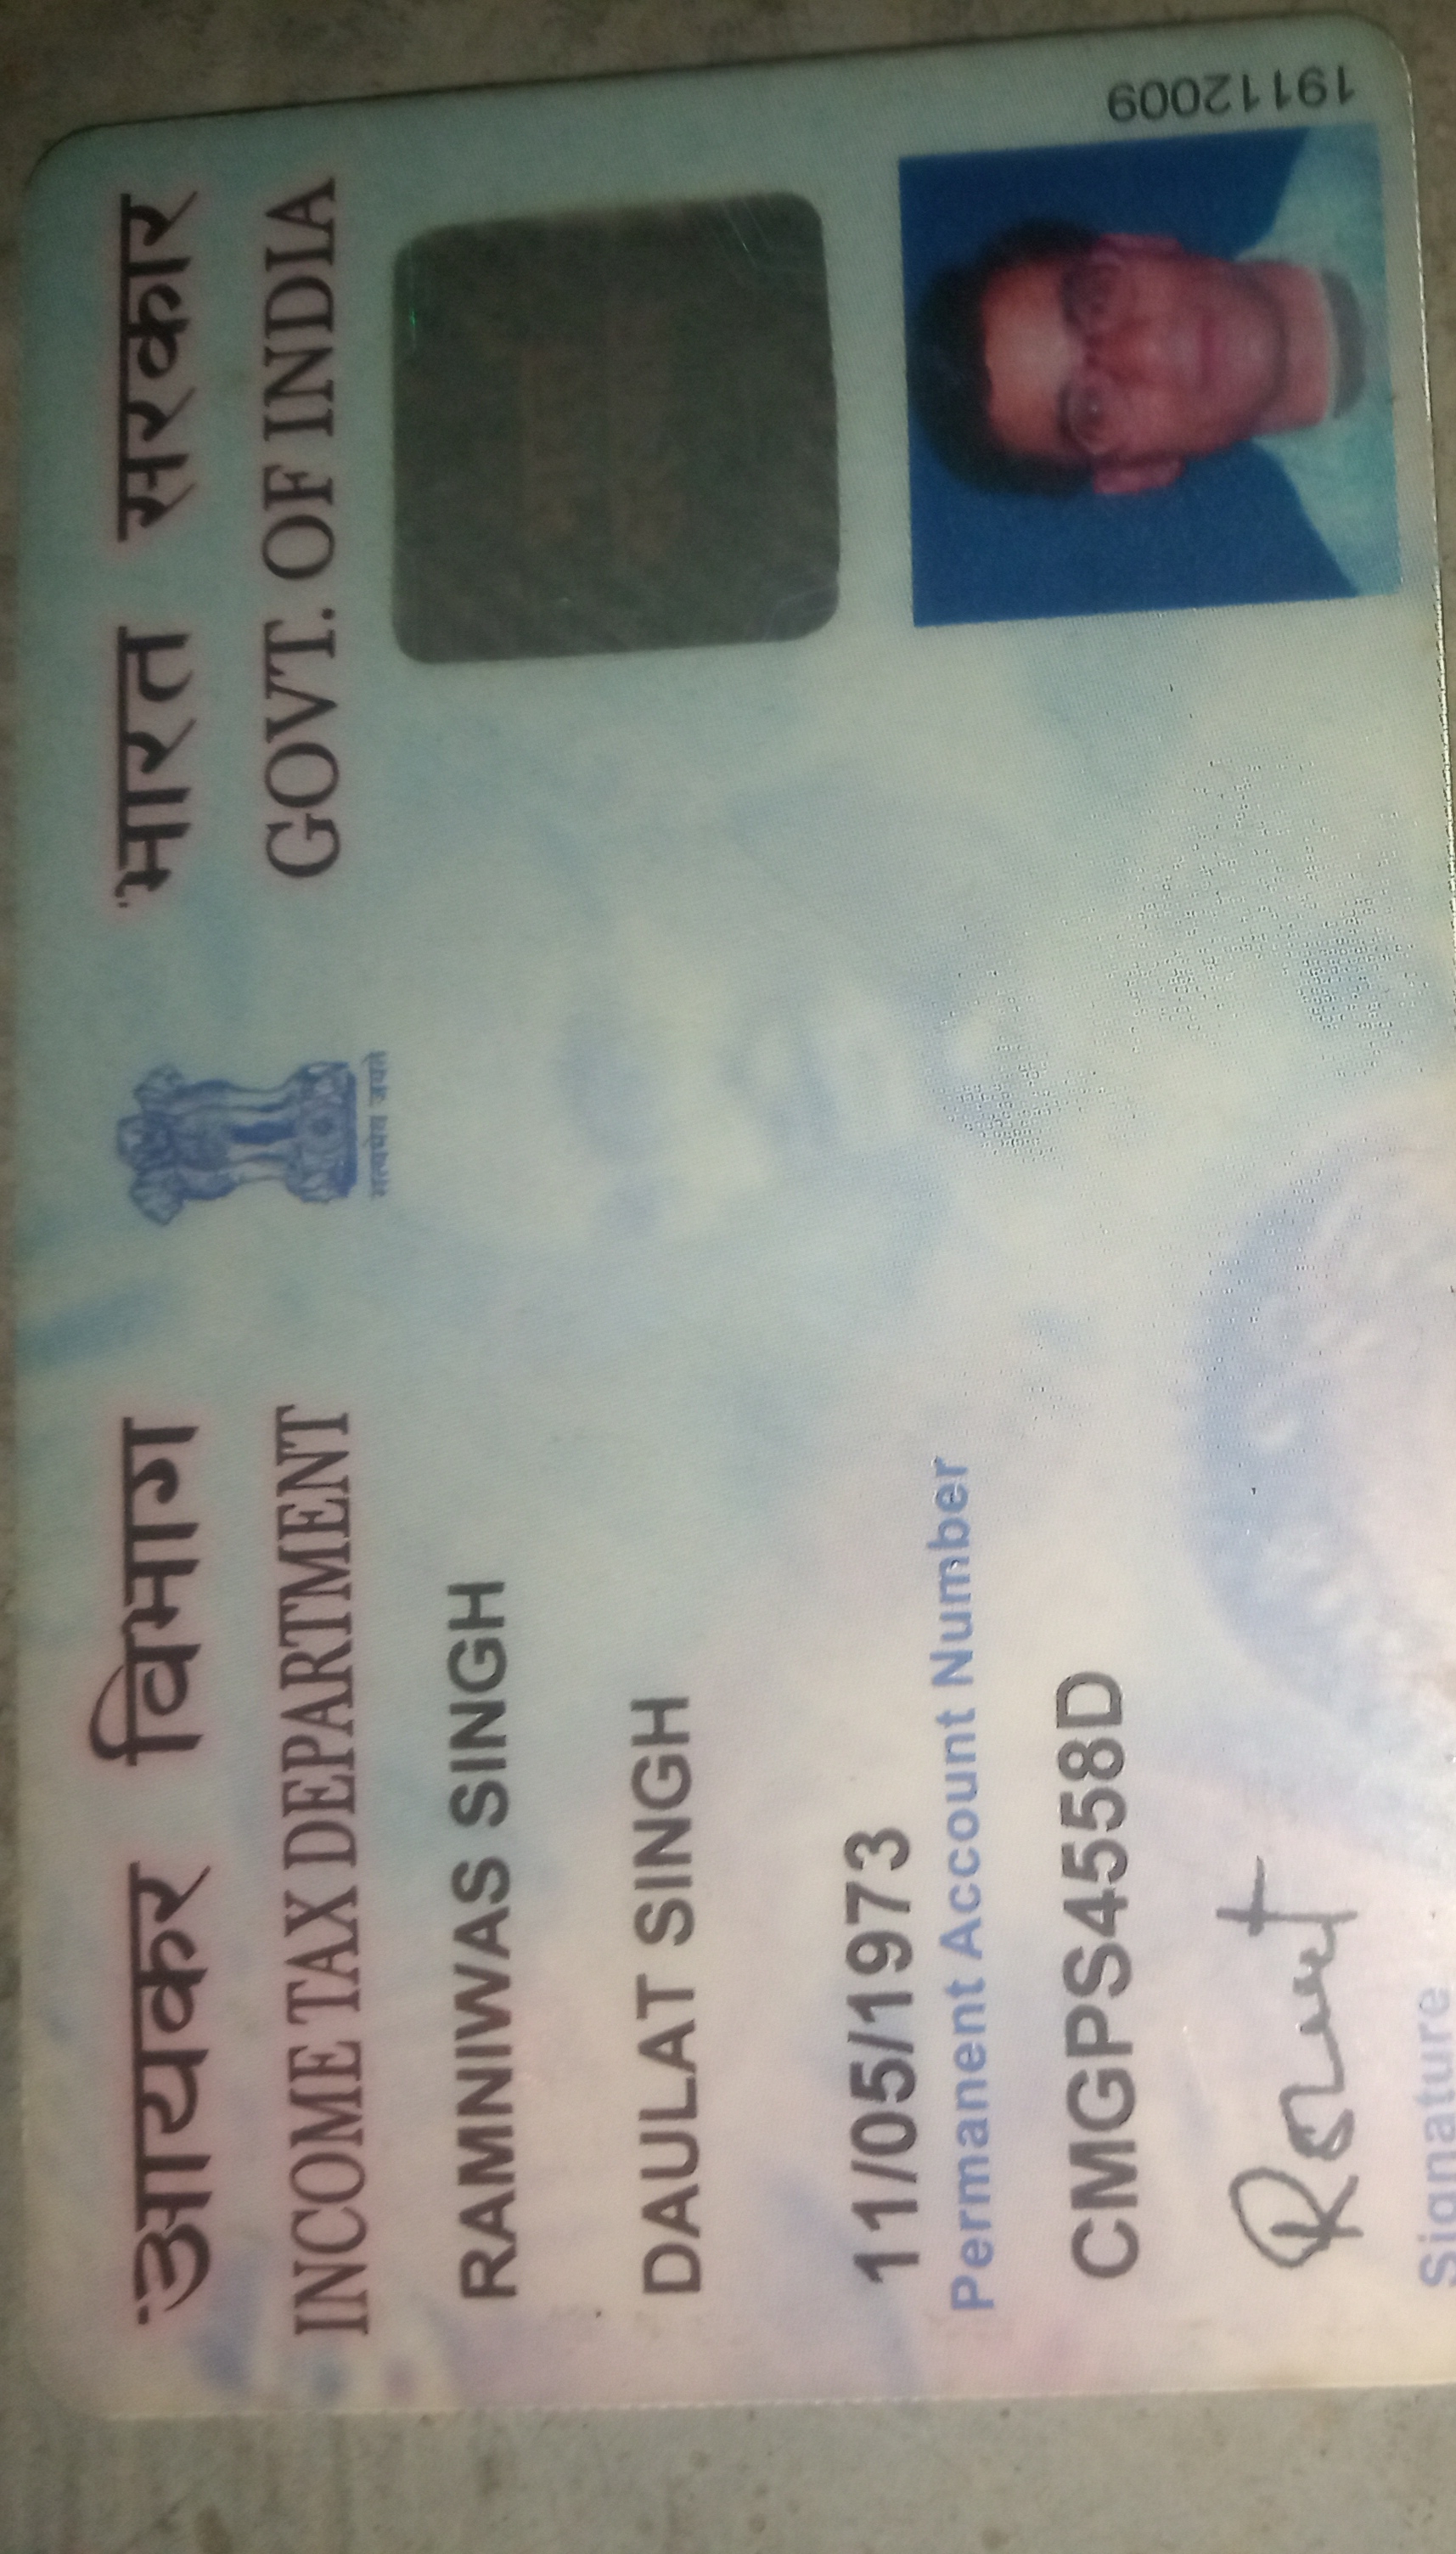 आयकर विभाग
INCOME TAX DEPARTMENT
सत्यमेव जयते
भारत सरकार
GOVT. OF INDIA
RAMNIWAS SINGH
DAULAT SINGH
11/05/1973
Permanent Account Number
CMGPS4558D
Signature
19112009